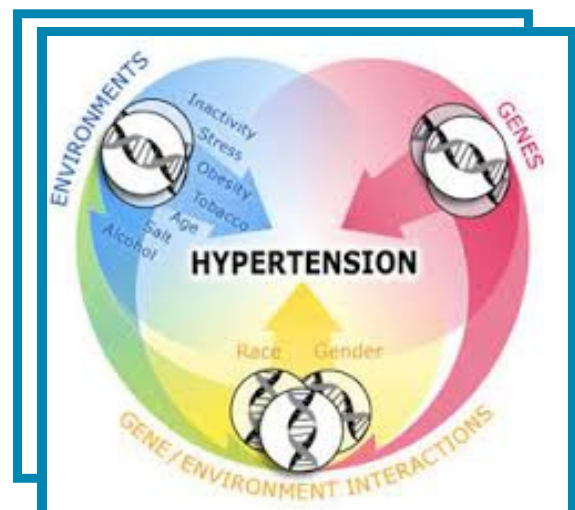 ENVIRONMENTS
GENES
Inactivity
Stress
Obesity
Tobacco
Age
Salt
Alcohol
HYPERTENSION
Race Gender
GENE/ENVIRONMENT INTERACTIONS